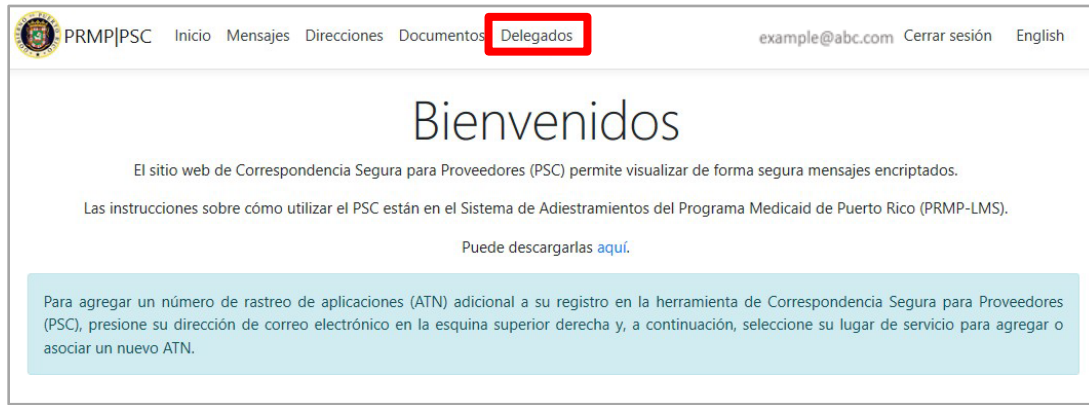 PRMP|PSC Inicio Mensajes Direcciones Documentos Delegados example@abc.com Cerrar sesión English
Bienvenidos
El sitio web de Correspondencia Segura para Proveedores (PSC) permite visualizar de forma segura mensajes encriptados.
Las instrucciones sobre cómo utilizar el PSC están en el Sistema de Adiestramientos del Programa Medicaid de Puerto Rico (PRMP-LMS).
Puede descargarlas aquí.
Para agregar un número de rastreo de aplicaciones (ATN) adicional a su registro en la herramienta de Correspondencia Segura para Proveedores
(PSC), presione su dirección de correo electrónico en la esquina superior derecha y, a continuación, seleccione su lugar de servicio para agregar o
asociar un nuevo ATN.